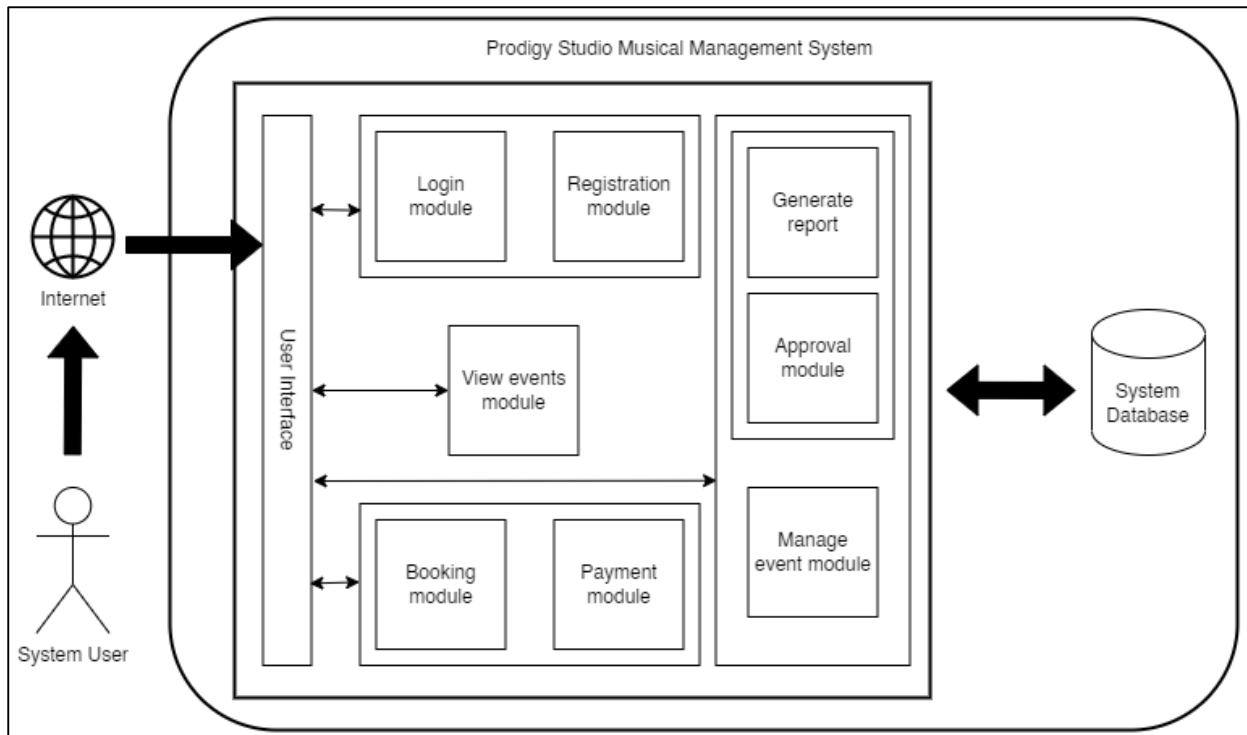 Prodigy Studio Musical Management System
Login
module
Registration
module
Generate
report
Internet
User Interface
View events
module
Approval
module
System
Database
Booking
module
Payment
module
Manage
event module
System User